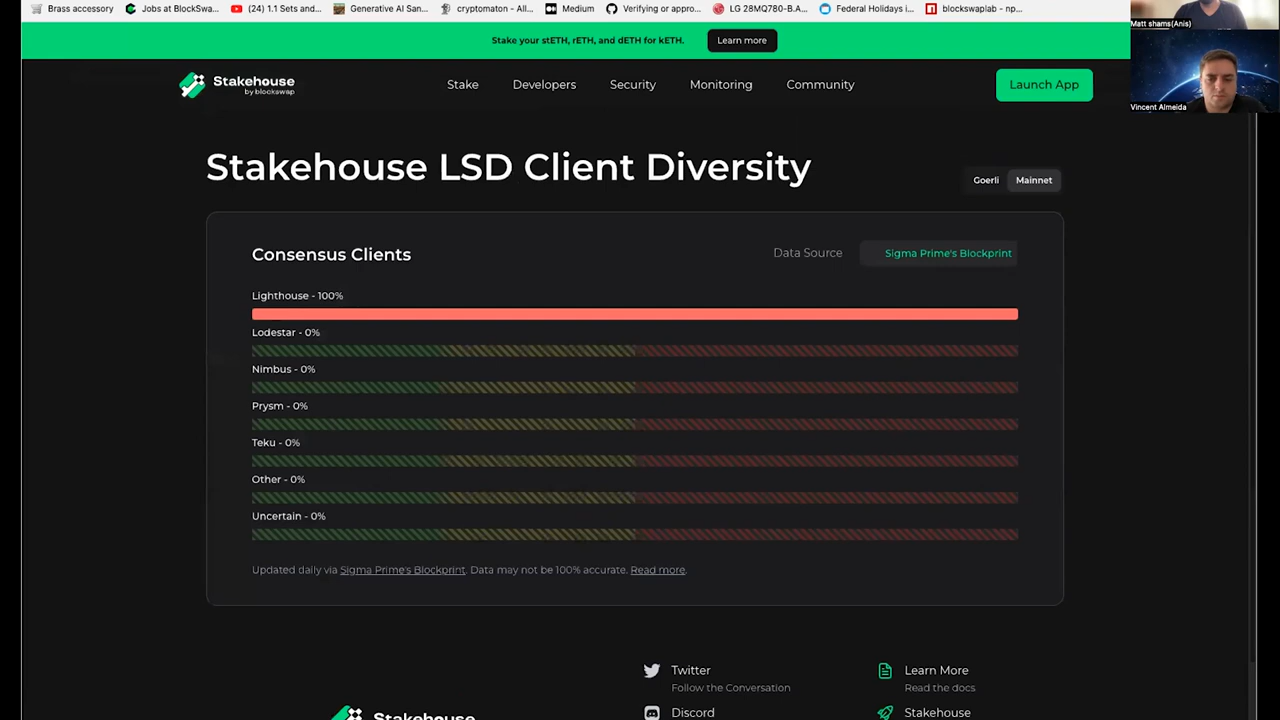 Brass accessory
Jobs at BlockSwa...
(24) 1.1 Sets and...
Generative AI San...
cryptomaton - All...
Medium
Verifying or appro...
LG 28MQ780-B.A...
Federal Holidays i...
blockswaplab - np...
Matt shams(Anis)
Stake your stETH, rETH, and dETH for kETH.
Learn more
Stakehouse
by blockswap
Stake
Developers
Security
Monitoring
Community
Launch App
Vincent Almeida
Stakehouse LSD Client Diversity
Goerli
Mainnet
Consensus Clients
Data Source
Sigma Prime's Blockprint
Lighthouse - 100%
Lodestar - 0%
Nimbus - 0%
Prysm - 0%
Teku - 0%
Other - 0%
Uncertain - 0%
Updated daily via Sigma Prime's Blockprint. Data may not be 100% accurate. Read more.
Twitter
Follow the Conversation
Learn More
Read the docs
Stakehouse
Discord
Stakehouse